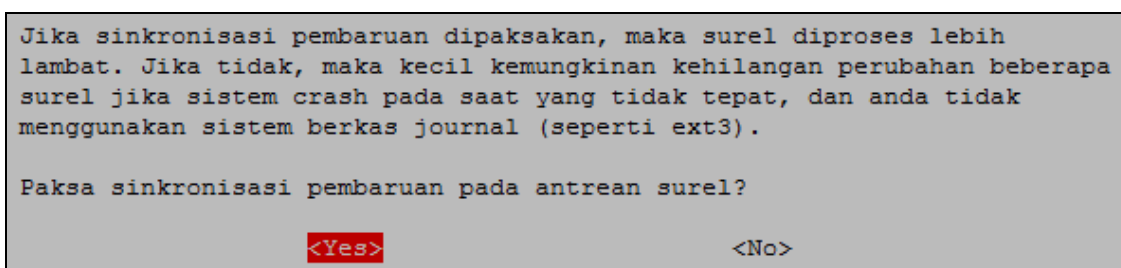 Jika sinkronisasi pembaruan dipaksakan, maka surel diproses lebih
lambat. Jika tidak, maka kecil kemungkinan kehilangan perubahan beberapa
surel jika sistem crash pada saat yang tidak tepat, dan anda tidak
menggunakan sistem berkas journal (seperti ext3).
Paksa sinkronisasi pembaruan pada antrean surel?
<Yes> <No>